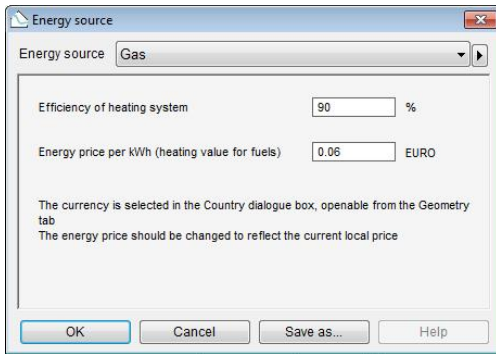 Energy source
Energy source Gas
Efficiency of heating system 90 %
Energy price per kWh (heating value for fuels) 0.06 EURO
The currency is selected in the Country dialogue box, openable from the Geometry
tab
The energy price should be changed to reflect the current local price
OK Cancel Save as... Help